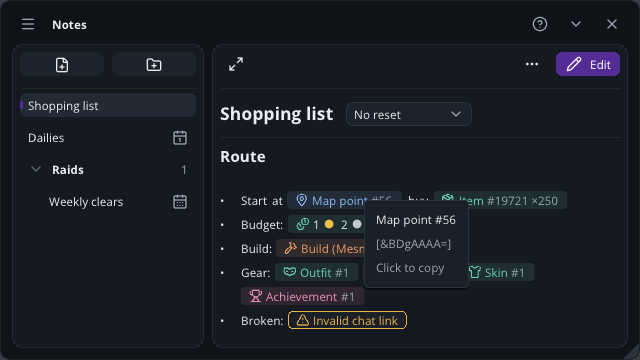 Notes
Edit
Shopping list
Dailies
Raids 1
Weekly clears
Shopping list No reset
Route
• Start at Map point #56 buy Item #19721 ×250
• Budget: 1 2
• Build: Build (Mesm
• Gear: Outfit #1 Skin #1
Achievement #1
• Broken: Invalid chat link
Map point #56
[&BDgAAAA=]
Click to copy